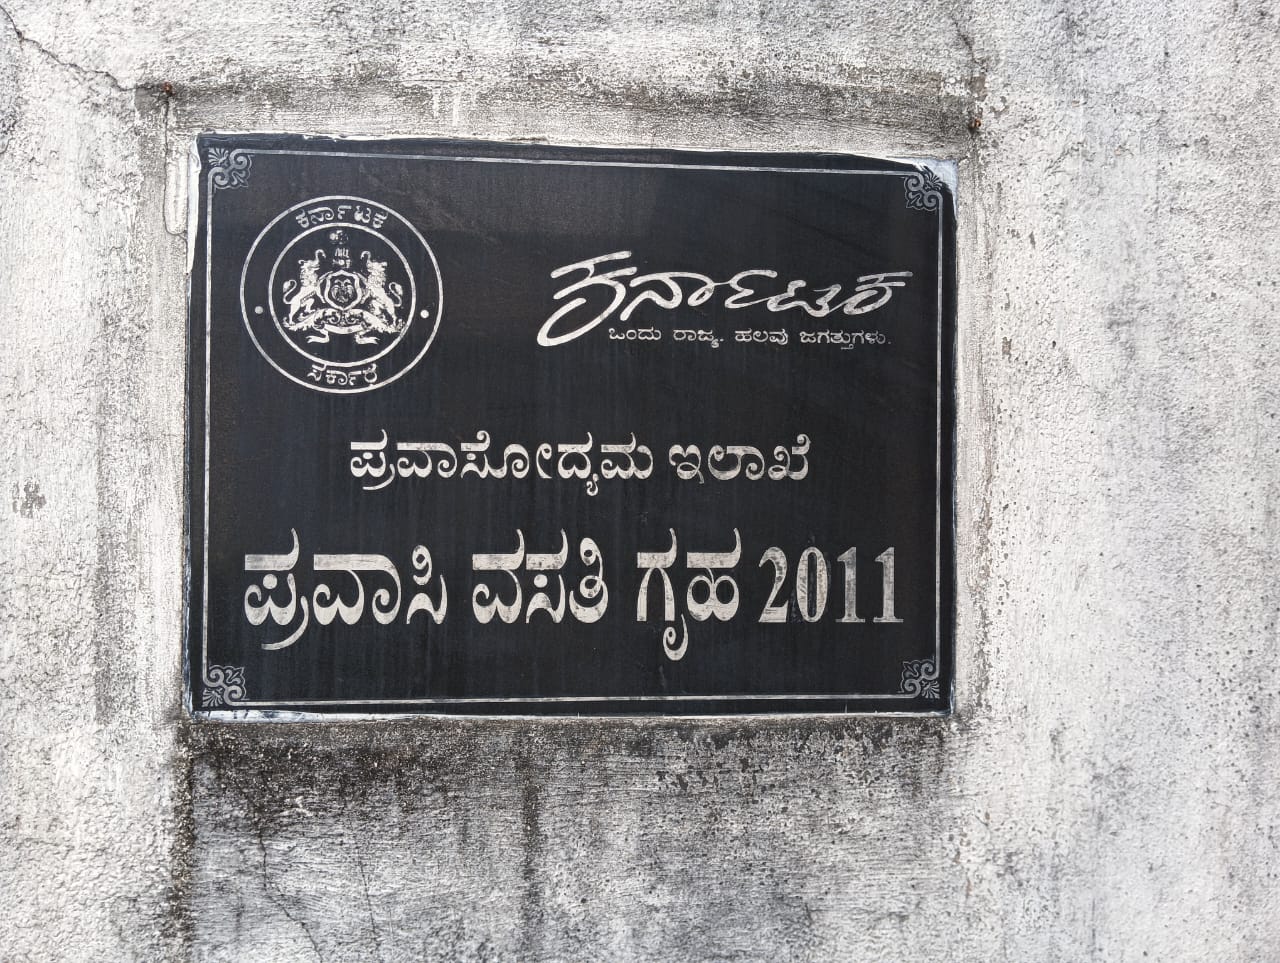 ಕರ್ನಾಟಕ
ಸರ್ಕಾರ
ಕರ್ನಾಟಕ
ಒಂದು ರಾಜ್ಯ. ಹಲವು ಜಗತ್ತುಗಳು.
ಪ್ರವಾಸೋದ್ಯಮ ಇಲಾಖೆ
ಪ್ರವಾಸಿ ವಸತಿ ಗೃಹ 2011